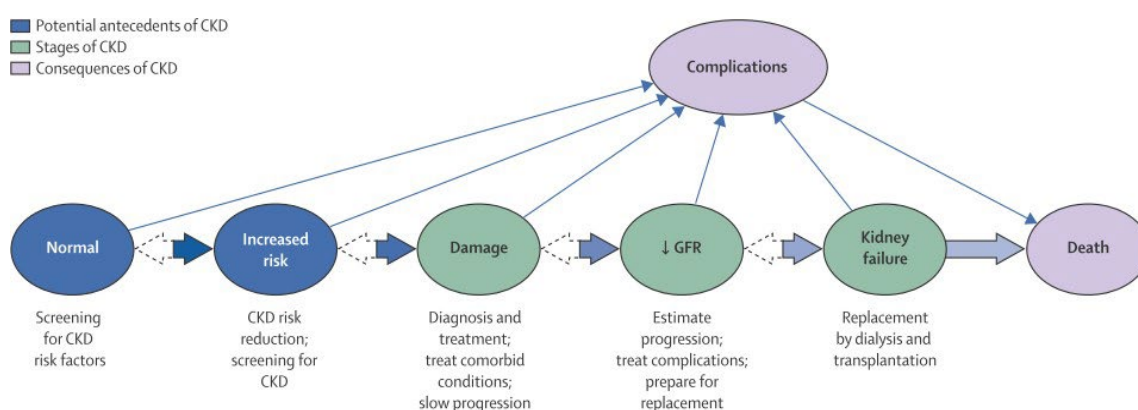 Potential antecedents of CKD
Stages of CKD
Consequences of CKD
Complications
Normal
Increased
risk
Damage
↓ GFR
Kidney
failure
Death
Screening
for CKD
risk factors
CKD risk
reduction;
screening for
CKD
Diagnosis and
treatment;
treat comorbid
conditions;
slow progression
Estimate
progression;
treat complications;
prepare for
replacement
Replacement
by dialysis and
transplantation